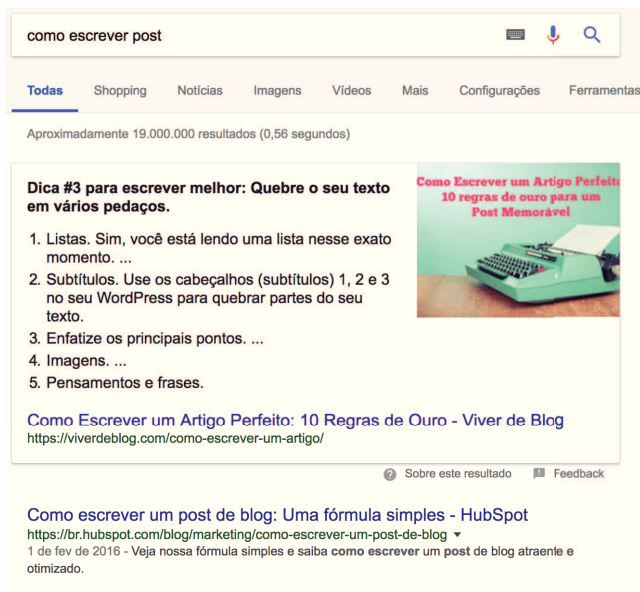 como escrever post
Todas Shopping Notícias Imagens Vídeos Mais Configurações Ferramentas
Aproximadamente 19.000.000 resultados (0,56 segundos)
Dica #3 para escrever melhor: Quebre o seu texto
em vários pedaços.
1. Listas. Sim, você está lendo uma lista nesse exato
momento. ...
2. Subtítulos. Use os cabeçalhos (subtítulos) 1, 2 e 3
no seu WordPress para quebrar partes do seu
texto.
3. Enfatize os principais pontos. ...
4. Imagens. ...
5. Pensamentos e frases.
Como Escrever um Artigo Perfeito
10 regras de ouro para um
Post Memorável
Como Escrever um Artigo Perfeito: 10 Regras de Ouro - Viver de Blog
https://viverdeblog.com/como-escrever-um-artigo/
Sobre este resultado Feedback
Como escrever um post de blog: Uma fórmula simples - HubSpot
https://br.hubspot.com/blog/marketing/como-escrever-um-post-de-blog
1 de fev de 2016 - Veja nossa fórmula simples e saiba como escrever um post de blog atraente e
otimizado.